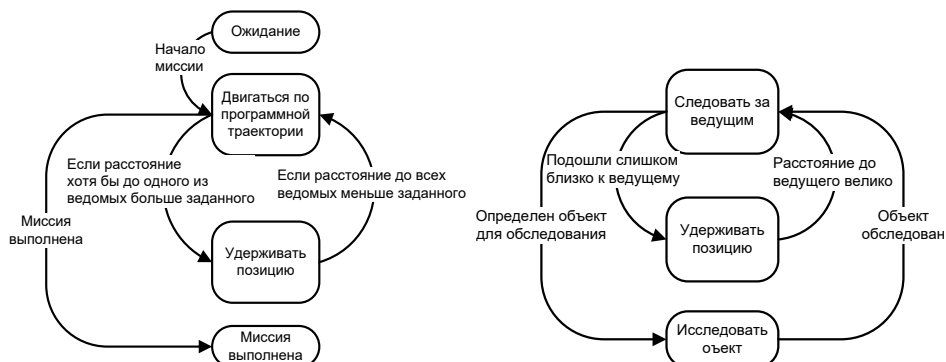 Ожидание
Начало
миссии
Двигаться по
программной
траектории
Если расстояние
хотя бы до одного из
ведомых больше заданного
Если расстояние до всех
ведомых меньше заданного
Миссия
выполнена
Удерживать
позицию
Миссия
выполнена
Следовать за
ведущим
Подошли слишком
близко к ведущему
Расстояние до
ведущего велико
Определен объект
для обследования
Удерживать
позицию
Объект
обследован
Исследовать
оъект